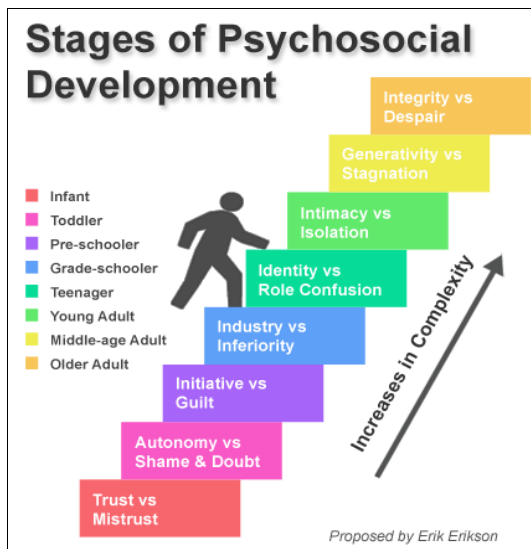 Stages of Psychosocial
Development
Integrity vs
Despair
Generativity vs
Stagnation
Intimacy vs
Isolation
Identity vs
Role Confusion
Industry vs
Inferiority
Initiative vs
Guilt
Autonomy vs
Shame & Doubt
Trust vs
Mistrust
Infant
Toddler
Pre-schooler
Grade-schooler
Teenager
Young Adult
Middle-age Adult
Older Adult
Increases in Complexity
Proposed by Erik Erikson